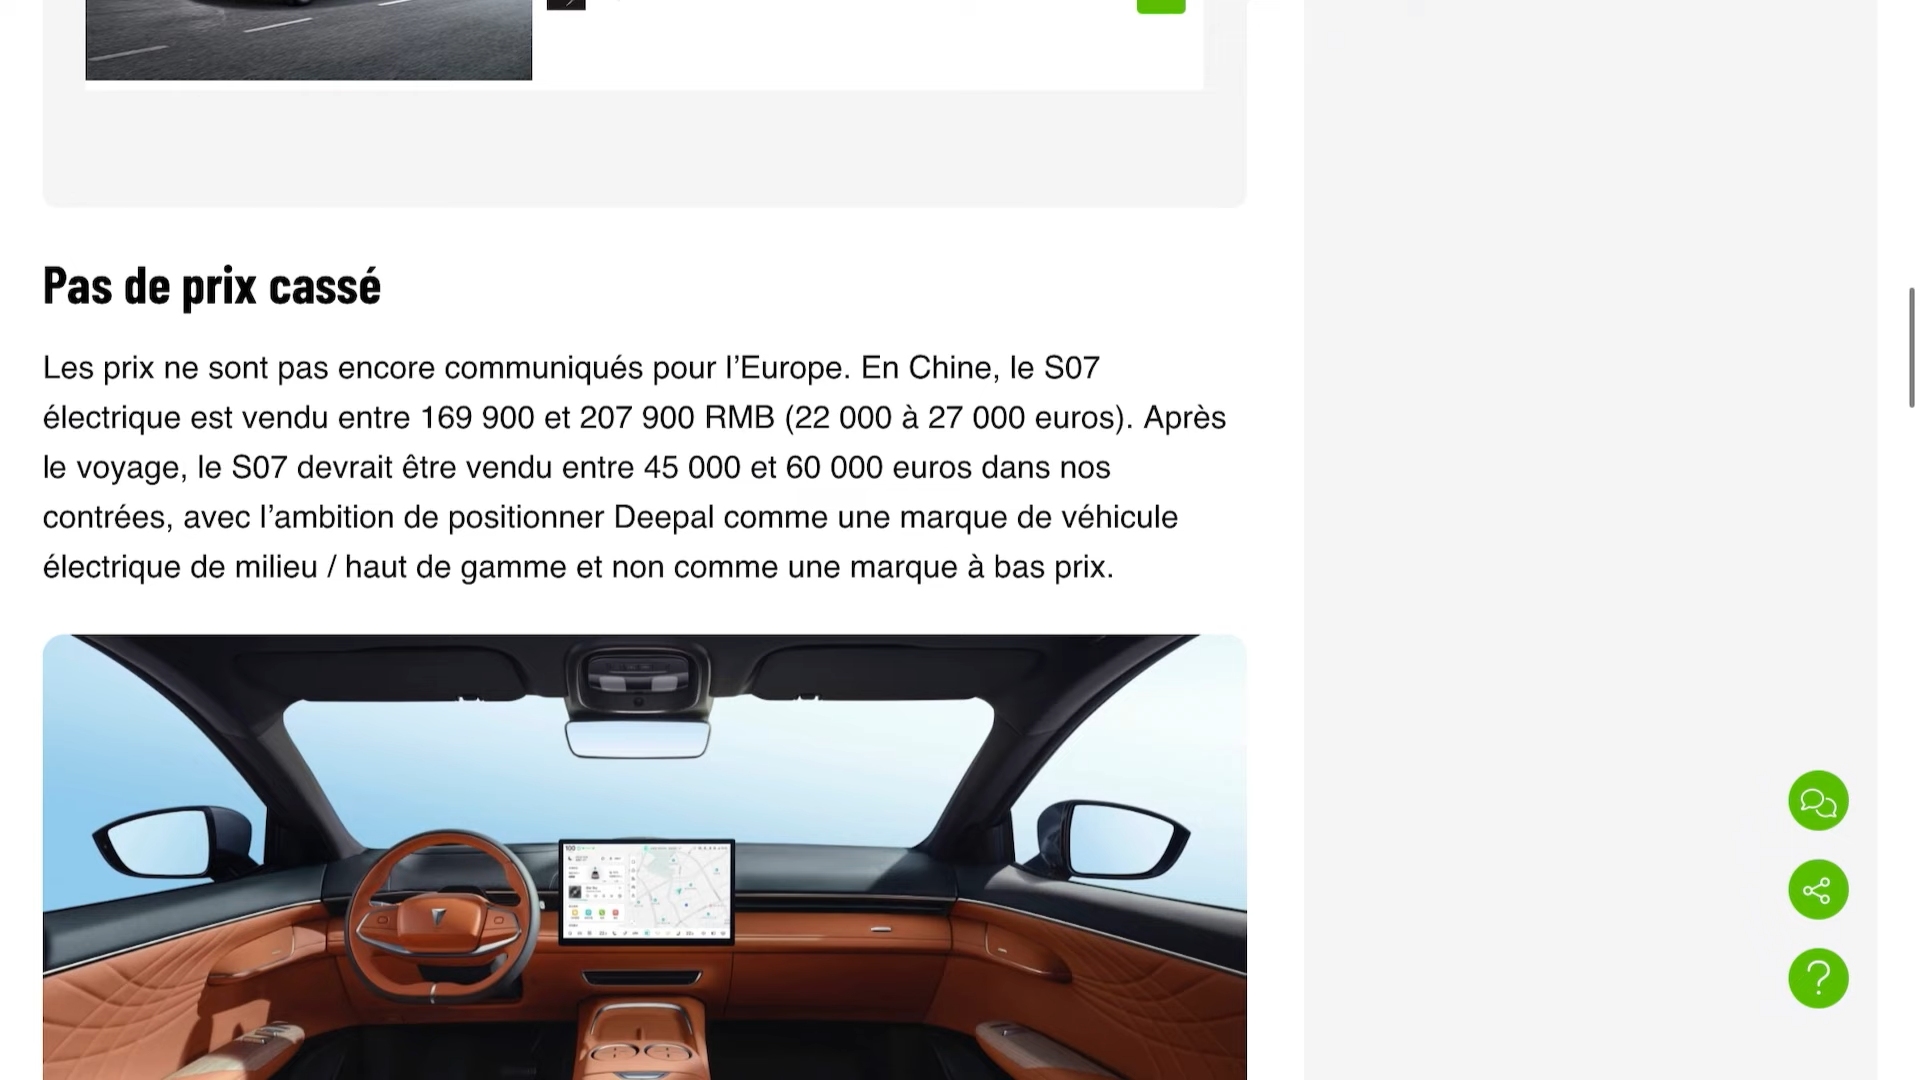 Pas de prix cassé
Les prix ne sont pas encore communiqués pour l’Europe. En Chine, le S07
électrique est vendu entre 169 900 et 207 900 RMB (22 000 à 27 000 euros). Après
le voyage, le S07 devrait être vendu entre 45 000 et 60 000 euros dans nos
contrées, avec l’ambition de positionner Deepal comme une marque de véhicule
électrique de milieu / haut de gamme et non comme une marque à bas prix.
100